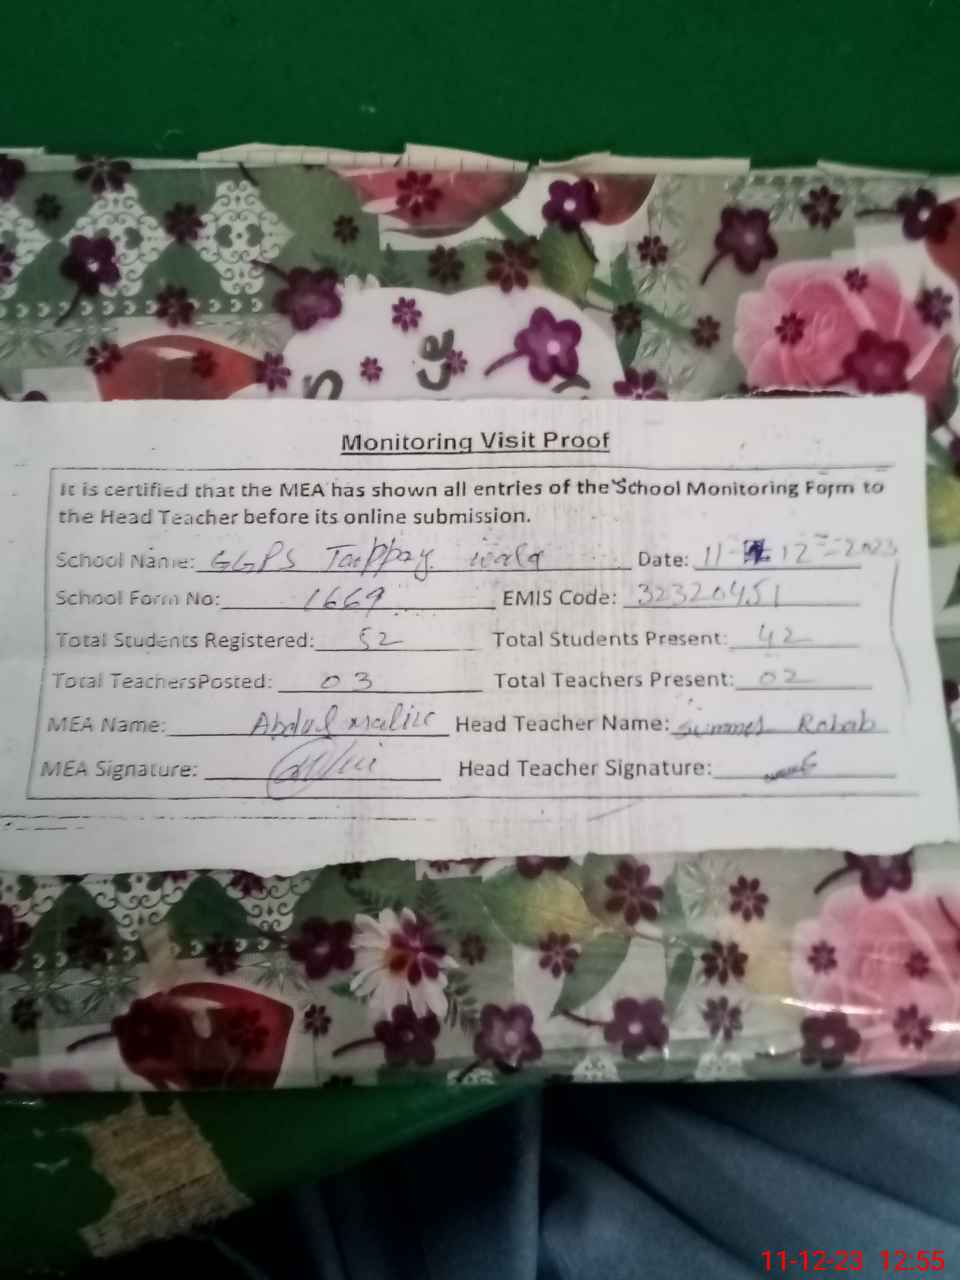 Monitoring Visit Proof
It is certified that the MEA has shown all entries of the School Monitoring Form to
the Head Teacher before its online submission.
School Name: GGPS Tappay wala Date: 11-12-2023
School Form No: 1669 EMIS Code: 32320451
Total Students Registered: 52 Total Students Present: 42
Total TeachersPosted: 03 Total Teachers Present: 02
MEA Name: Abdul Malik Head Teacher Name: Rabab
MEA Signature: Head Teacher Signature:
11-12-23 12:55